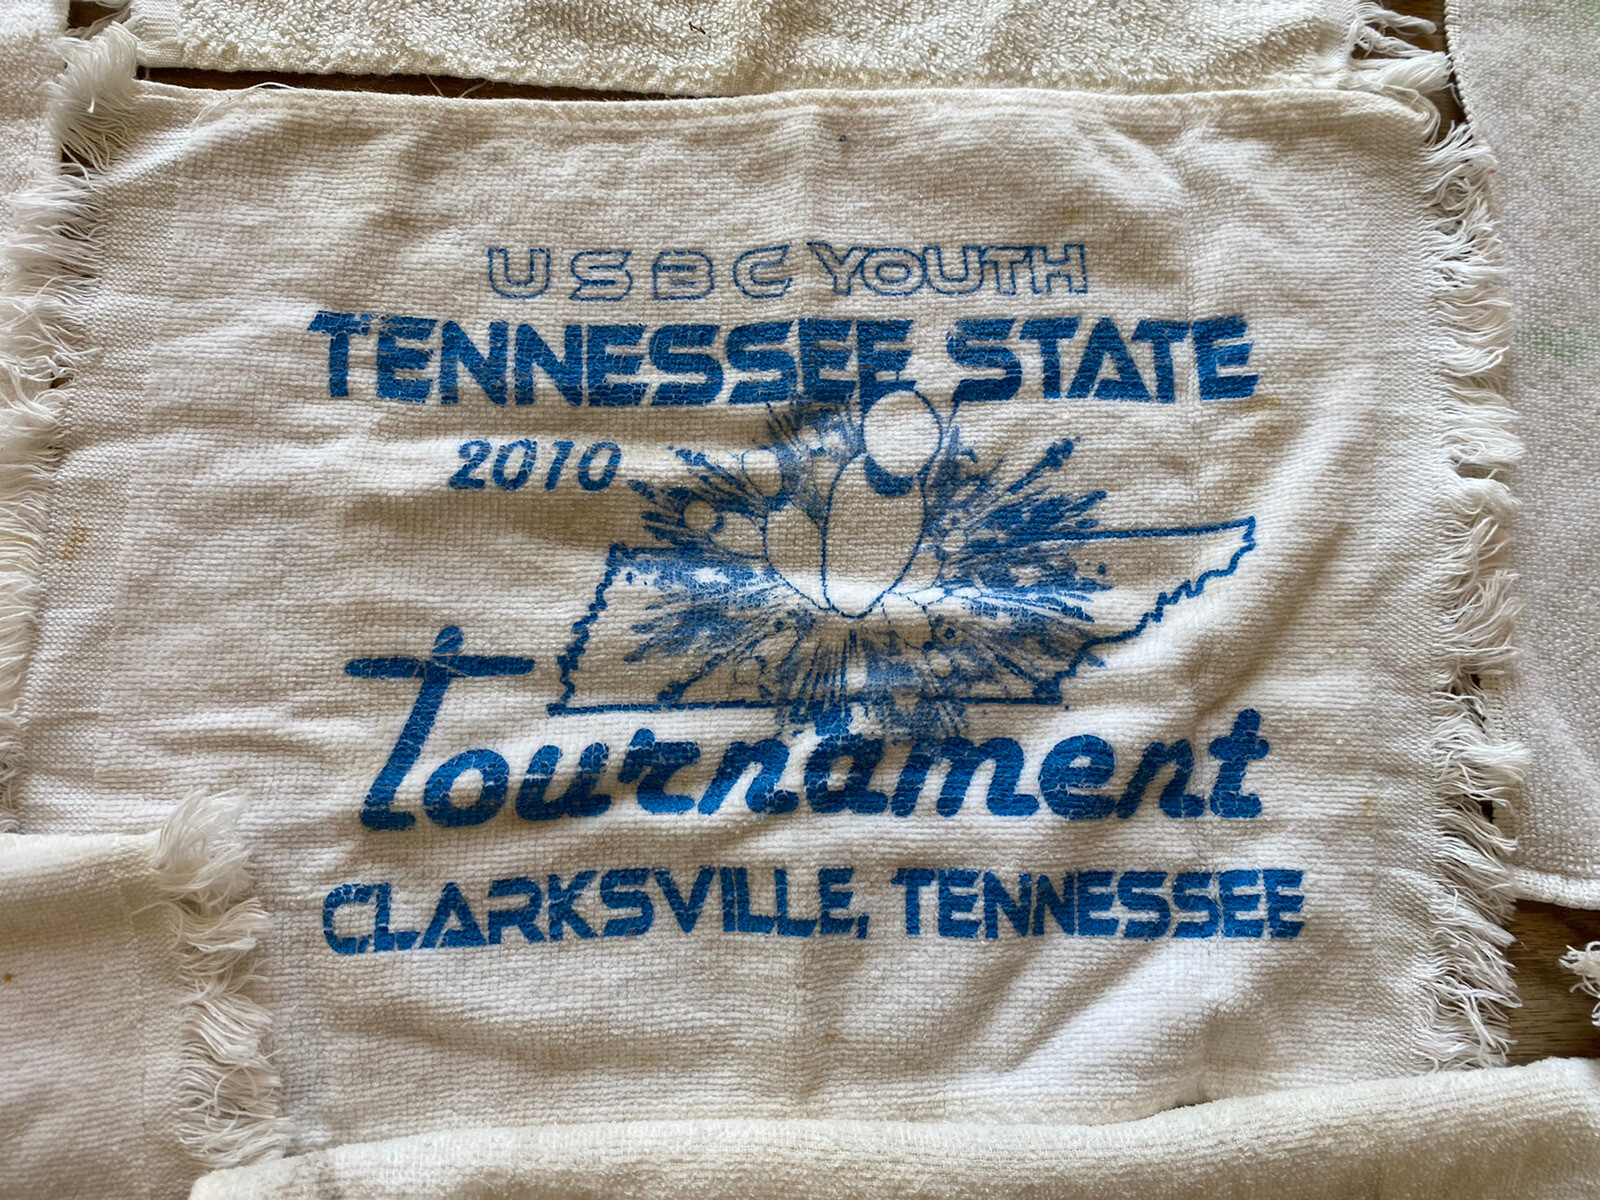 USBC YOUTH
TENNESSEE STATE
2010
Tournament
CLARKSVILLE, TENNESSEE